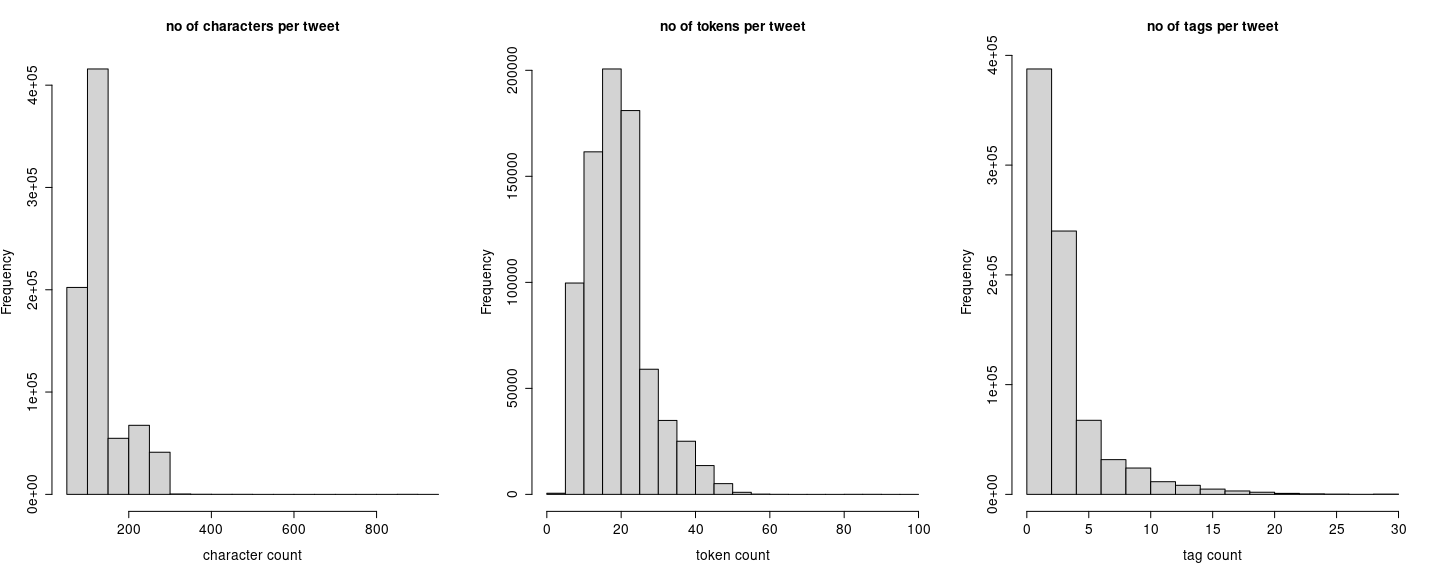 no of characters per tweet
Frequency
4e+05
3e+05
2e+05
1e+05
0e+00
200 400 600 800
character count
no of tokens per tweet
Frequency
200000
150000
100000
50000
0
0 20 40 60 80 100
token count
no of tags per tweet
Frequency
4e+05
3e+05
2e+05
1e+05
0e+00
0 5 10 15 20 25 30
tag count